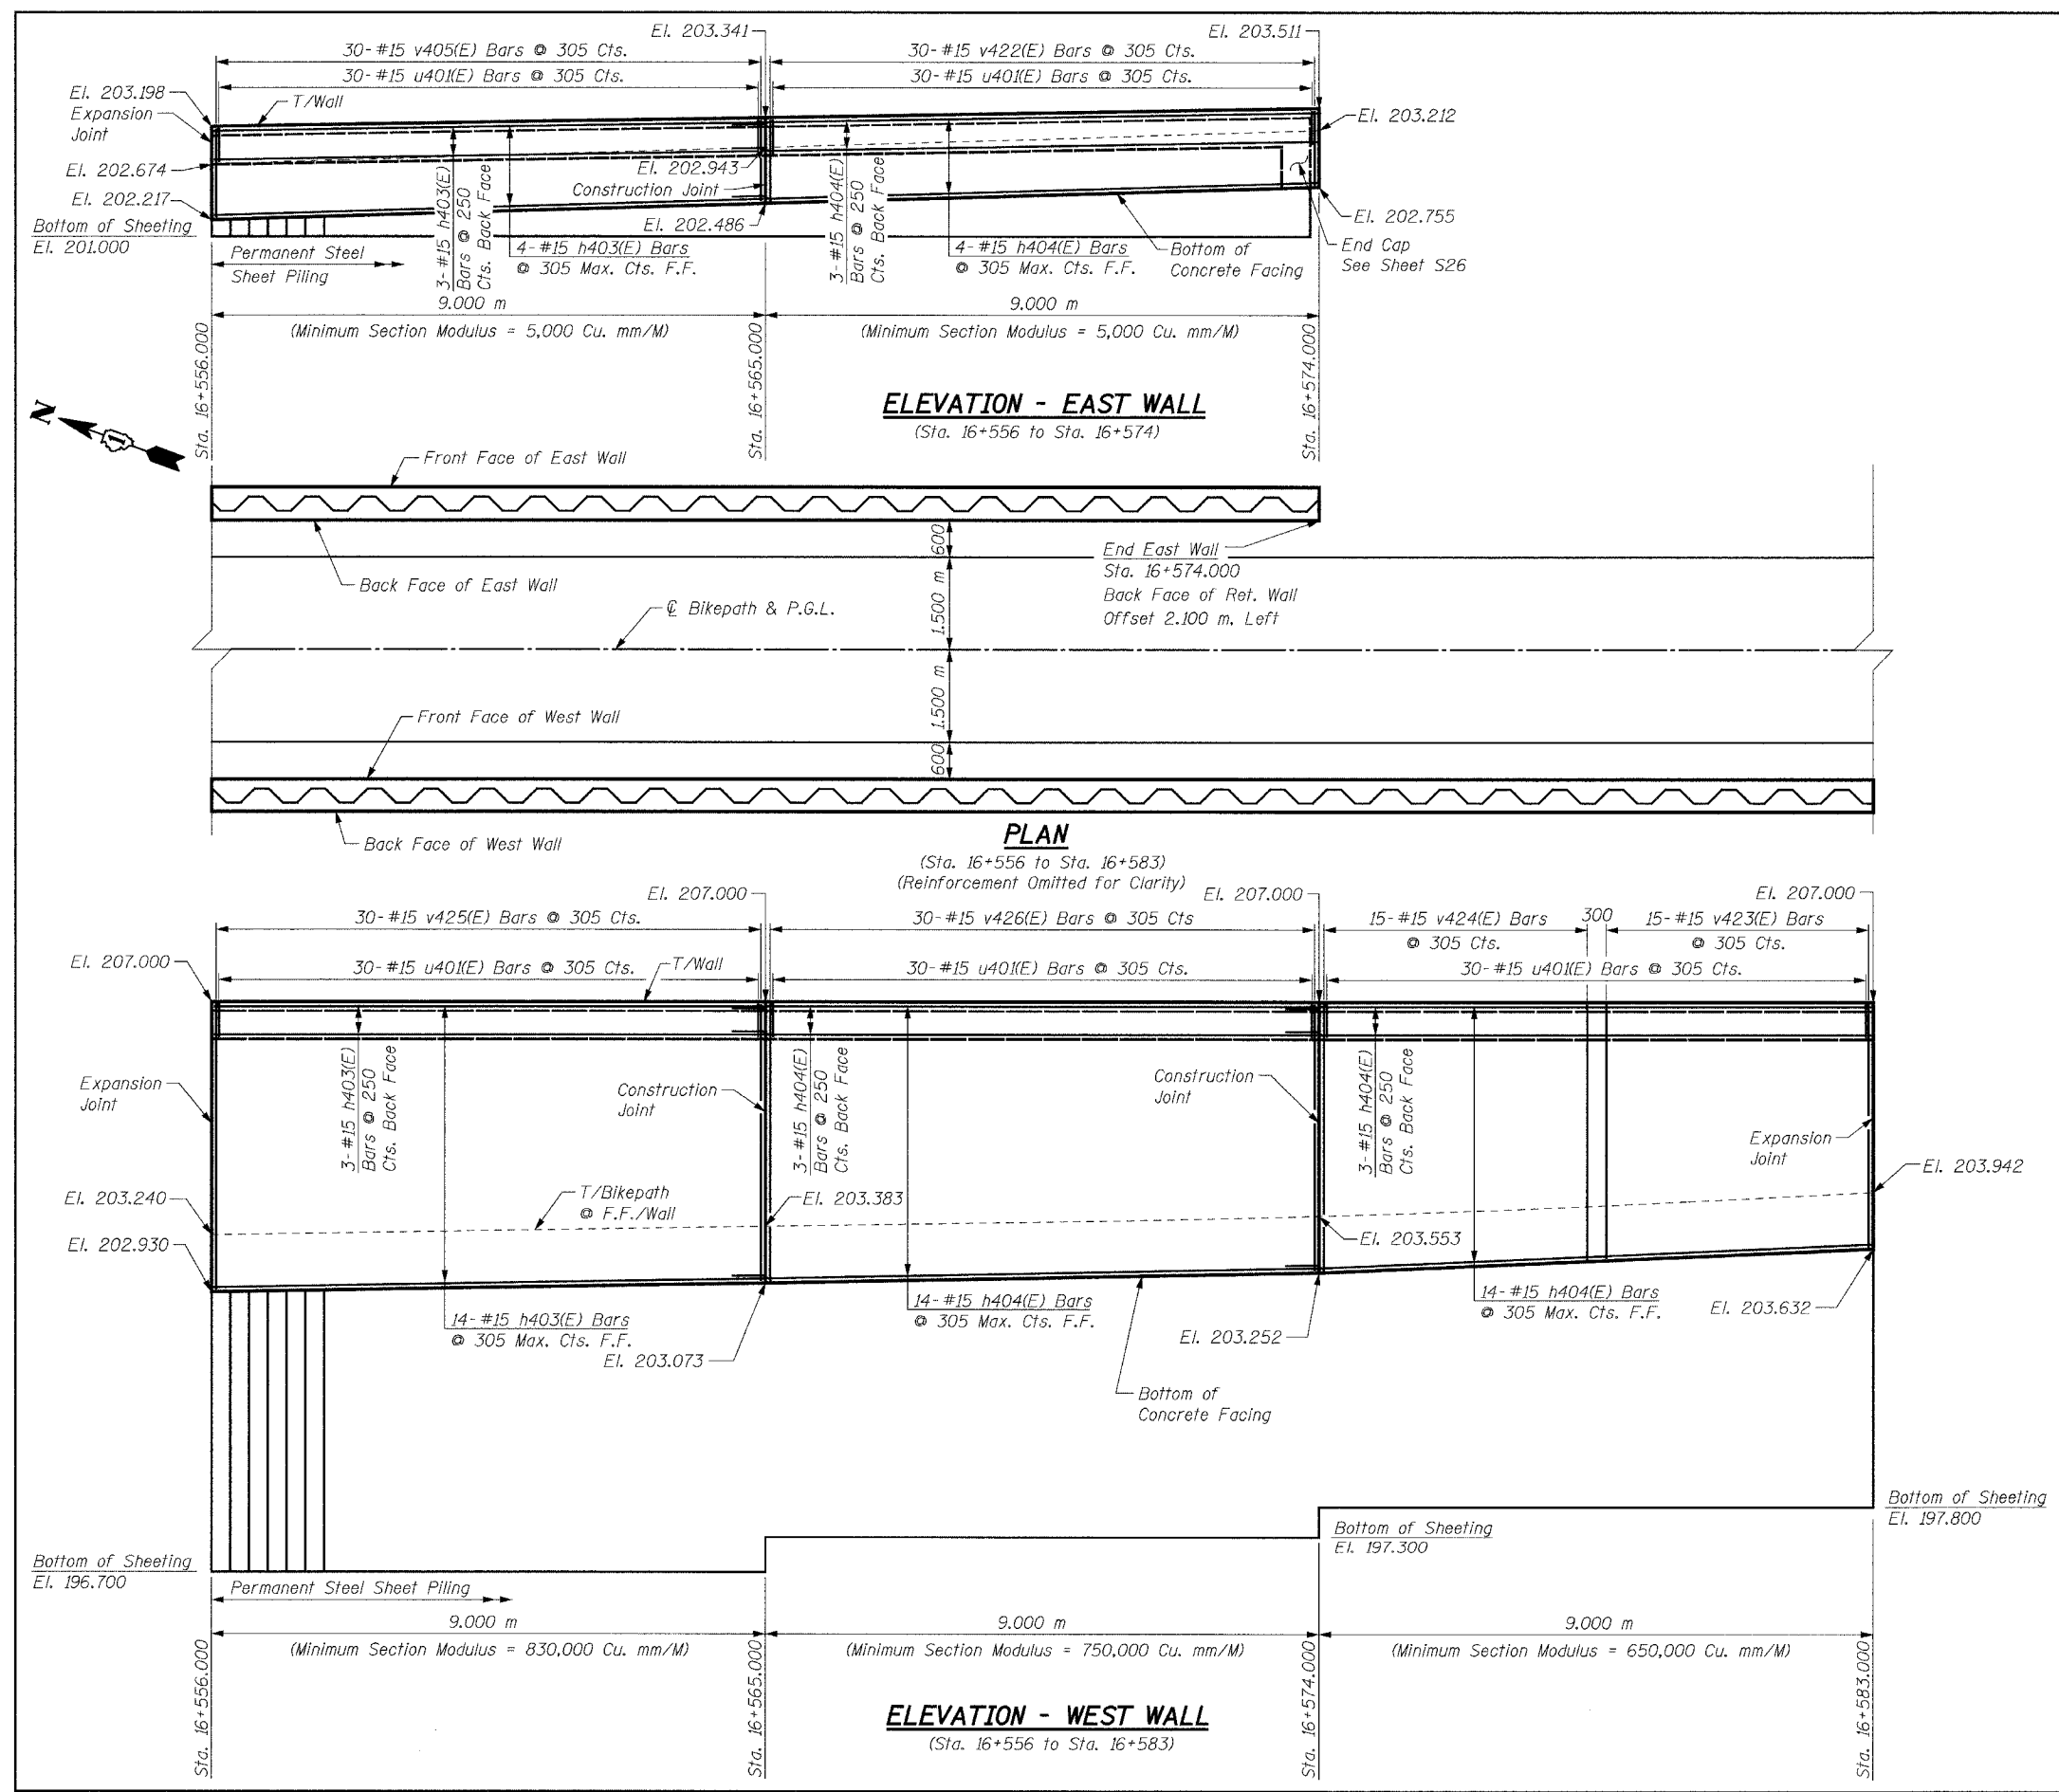 El. 203.341
El. 203.511
30-#15 v405(E) Bars @ 305 Cts.
30-#15 v422(E) Bars @ 305 Cts.
30-#15 u401(E) Bars @ 305 Cts.
30-#15 u401(E) Bars @ 305 Cts.
El. 203.198
Expansion
Joint
T/Wall
El. 203.212
El. 202.674
El. 202.943
Construction Joint
El. 202.217
El. 202.486
El. 202.755
Bottom of Sheeting
El. 201.000
Permanent Steel
Sheet Piling
3-#15 h403(E)
Bars @ 250
Cts. Back Face
4-#15 h403(E) Bars
@ 305 Max. Cts. F.F.
3-#15 h404(E)
Bars @ 250
Cts. Back Face
4-#15 h404(E) Bars
@ 305 Max. Cts. F.F.
Bottom of
Concrete Facing
End Cap
See Sheet S26
9.000 m
9.000 m
(Minimum Section Modulus = 5,000 Cu. mm/M)
(Minimum Section Modulus = 5,000 Cu. mm/M)
Sta. 16+556.000
Sta. 16+565.000
Sta. 16+574.000
ELEVATION - EAST WALL
(Sta. 16+556 to Sta. 16+574)
N
1
Front Face of East Wall
600
End East Wall
Sta. 16+574.000
Back Face of Ret. Wall
Offset 2.100 m. Left
Back Face of East Wall
1.500 m
℄ Bikepath & P.G.L.
1.500 m
Front Face of West Wall
600
Back Face of West Wall
PLAN
(Sta. 16+556 to Sta. 16+583)
(Reinforcement Omitted for Clarity)
El. 207.000
El. 207.000
El. 207.000
30-#15 v425(E) Bars @ 305 Cts.
30-#15 v426(E) Bars @ 305 Cts
15-#15 v424(E) Bars
@ 305 Cts.
300
15-#15 v423(E) Bars
@ 305 Cts.
El. 207.000
30-#15 u401(E) Bars @ 305 Cts.
T/Wall
30-#15 u401(E) Bars @ 305 Cts.
30-#15 u401(E) Bars @ 305 Cts.
Expansion
Joint
3-#15 h403(E)
Bars @ 250
Cts. Back Face
Construction
Joint
3-#15 h404(E)
Bars @ 250
Cts. Back Face
Construction
Joint
3-#15 h404(E)
Bars @ 250
Cts. Back Face
Expansion
Joint
El. 203.942
El. 203.240
T/Bikepath
@ F.F./Wall
El. 203.383
El. 202.930
El. 203.553
14-#15 h403(E) Bars
@ 305 Max. Cts. F.F.
14-#15 h404(E) Bars
@ 305 Max. Cts. F.F.
14-#15 h404(E) Bars
@ 305 Max. Cts. F.F.
El. 203.632
El. 203.073
El. 203.252
Bottom of
Concrete Facing
Bottom of Sheeting
El. 197.800
Bottom of Sheeting
El. 197.300
Bottom of Sheeting
El. 196.700
Permanent Steel Sheet Piling
9.000 m
9.000 m
9.000 m
(Minimum Section Modulus = 830,000 Cu. mm/M)
(Minimum Section Modulus = 750,000 Cu. mm/M)
(Minimum Section Modulus = 650,000 Cu. mm/M)
Sta. 16+556.000
Sta. 16+565.000
Sta. 16+574.000
Sta. 16+583.000
ELEVATION - WEST WALL
(Sta. 16+556 to Sta. 16+583)